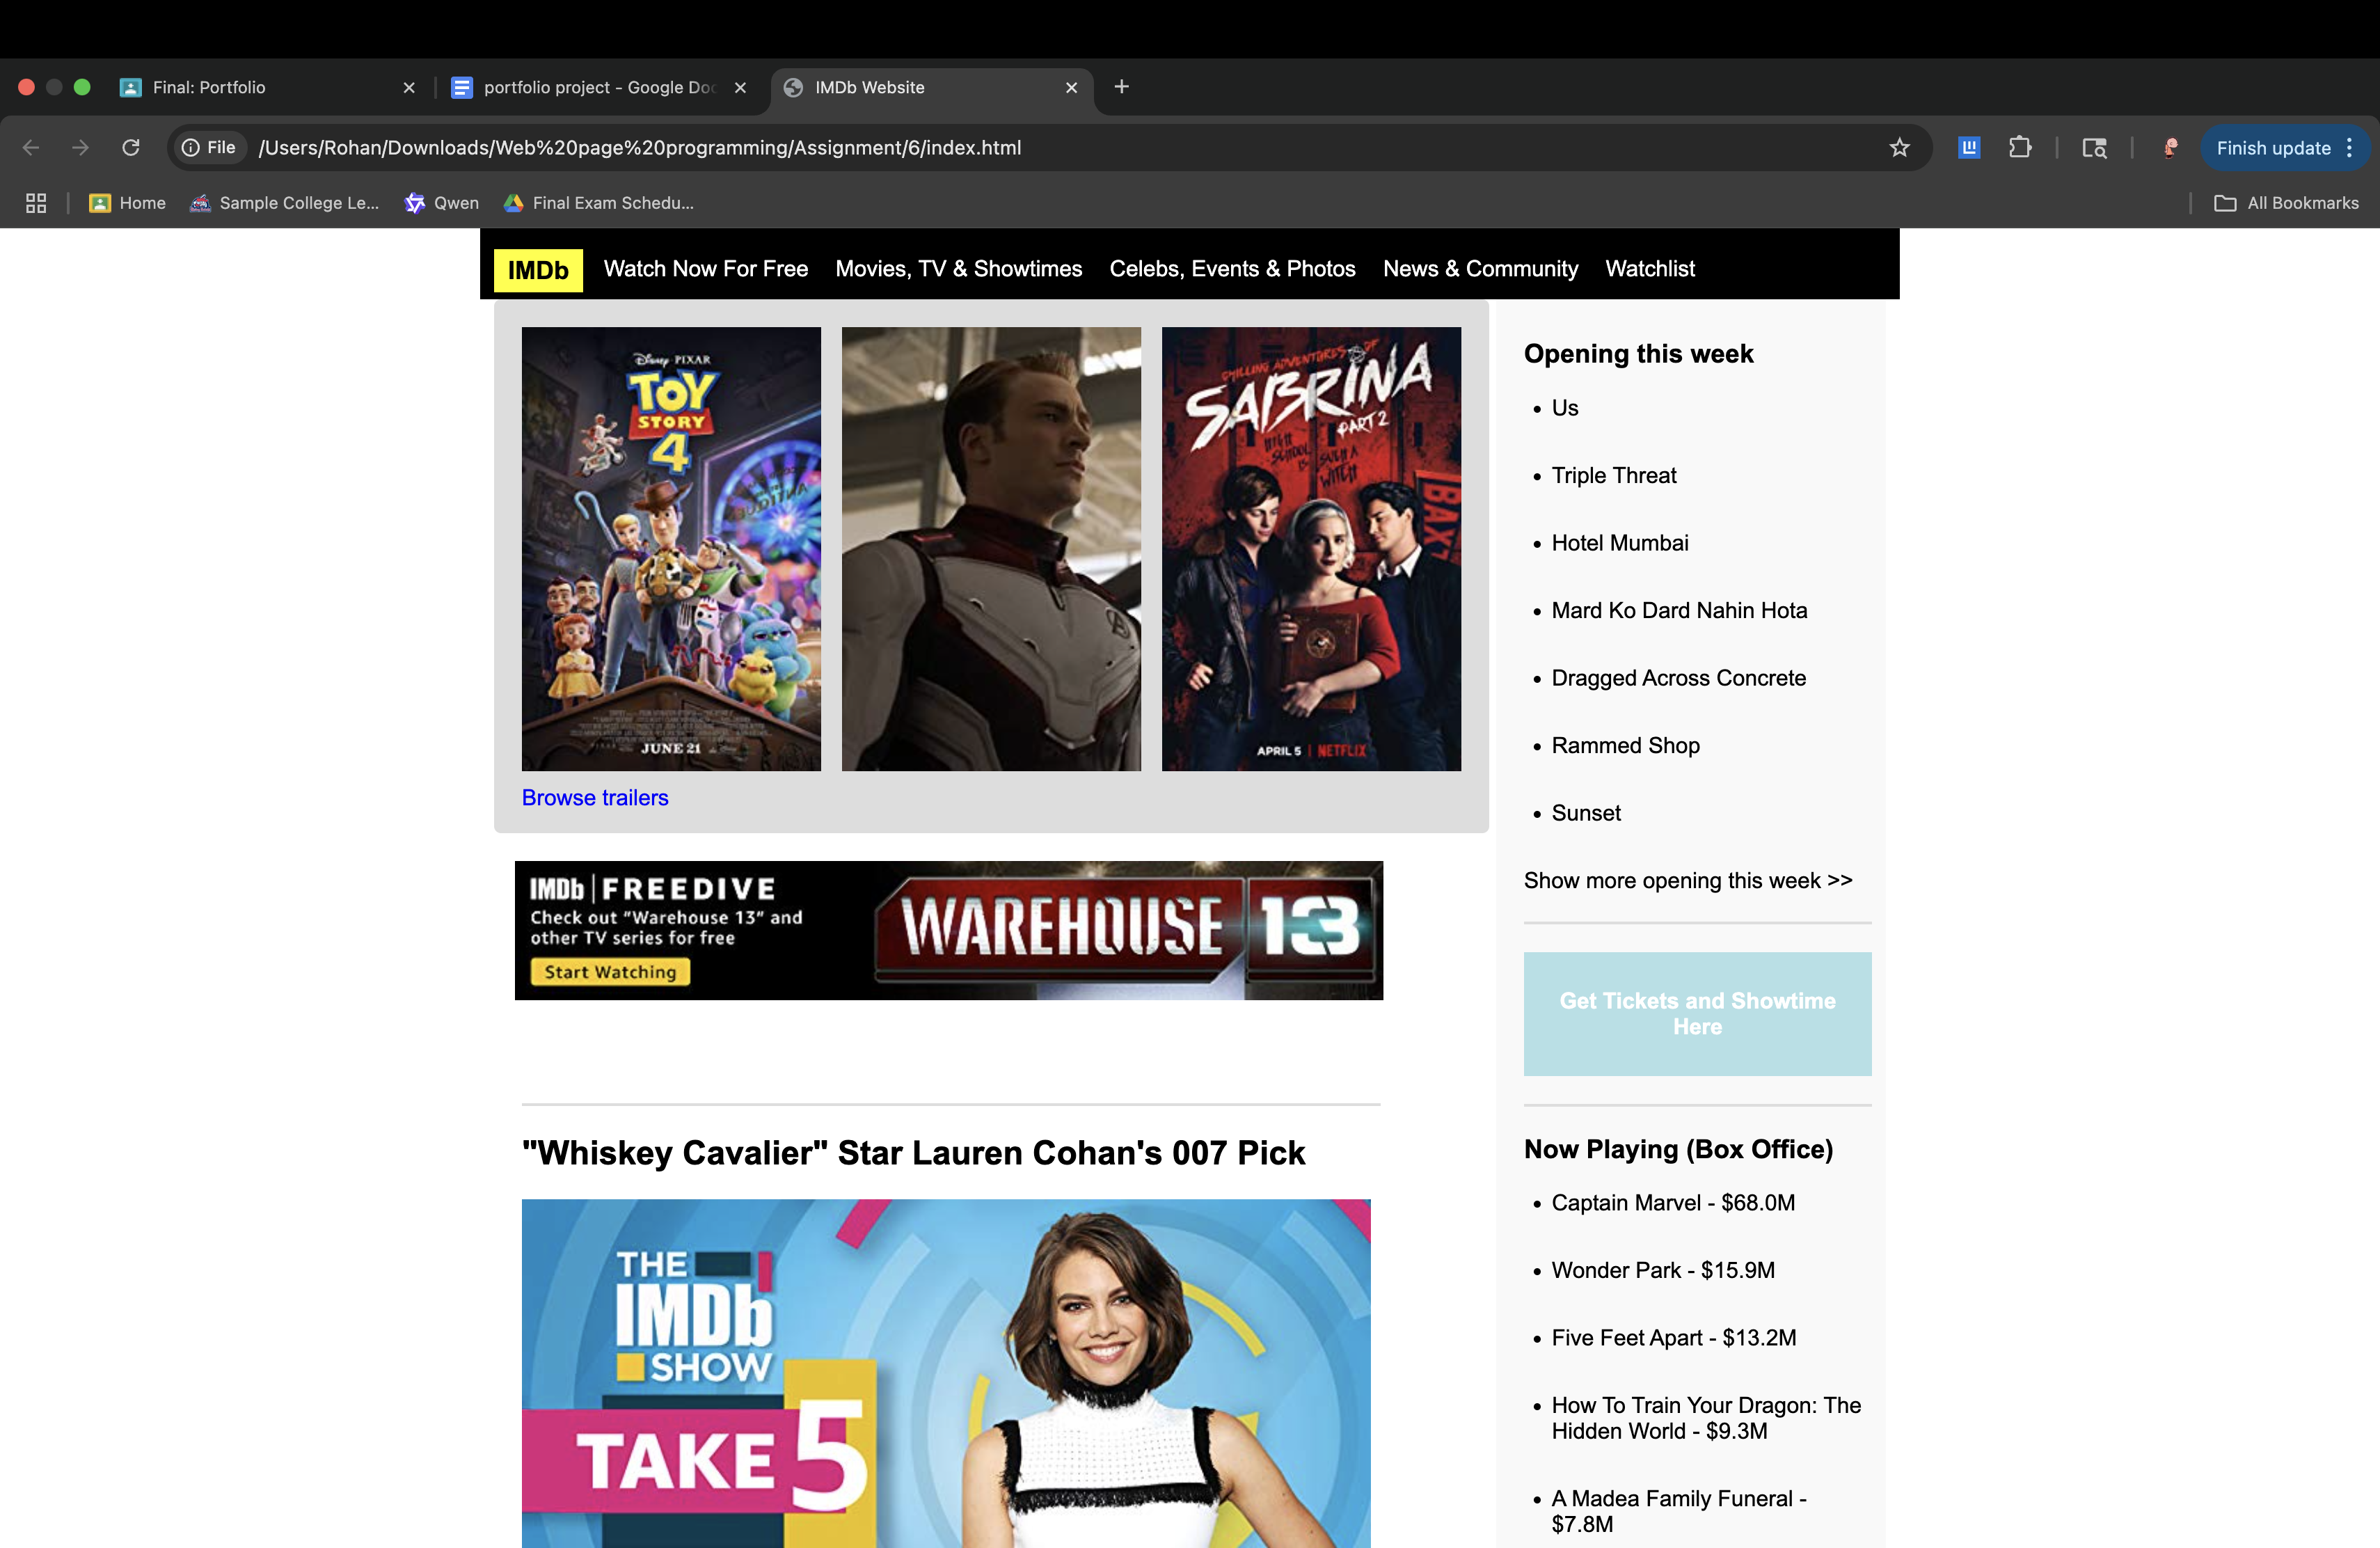 Final: Portfolio
portfolio project - Google Doc
IMDb Website
File
/Users/Rohan/Downloads/Web%20page%20programming/Assignment/6/index.html
Finish update
Home
Sample College Le...
Qwen
Final Exam Schedu...
All Bookmarks
IMDb
Watch Now For Free
Movies, TV & Showtimes
Celebs, Events & Photos
News & Community
Watchlist
Disney PIXAR
TOY
STORY
4
JUNE 21
CHILLING ADVENTURES OF
SABRINA
PART 2
HIGH
SCHOOL
IS SUCH A
WITCH
BAXT
APRIL 5 | NETFLIX
Browse trailers
IMDb | FREEDIVE
Check out "Warehouse 13" and
other TV series for free
Start Watching
WAREHOUSE 13
"Whiskey Cavalier" Star Lauren Cohan's 007 Pick
THE
IMDb
SHOW
TAKE 5
Opening this week
Us
Triple Threat
Hotel Mumbai
Mard Ko Dard Nahin Hota
Dragged Across Concrete
Rammed Shop
Sunset
Show more opening this week >>
Get Tickets and Showtime
Here
Now Playing (Box Office)
Captain Marvel - $68.0M
Wonder Park - $15.9M
Five Feet Apart - $13.2M
How To Train Your Dragon: The
Hidden World - $9.3M
A Madea Family Funeral -
$7.8M